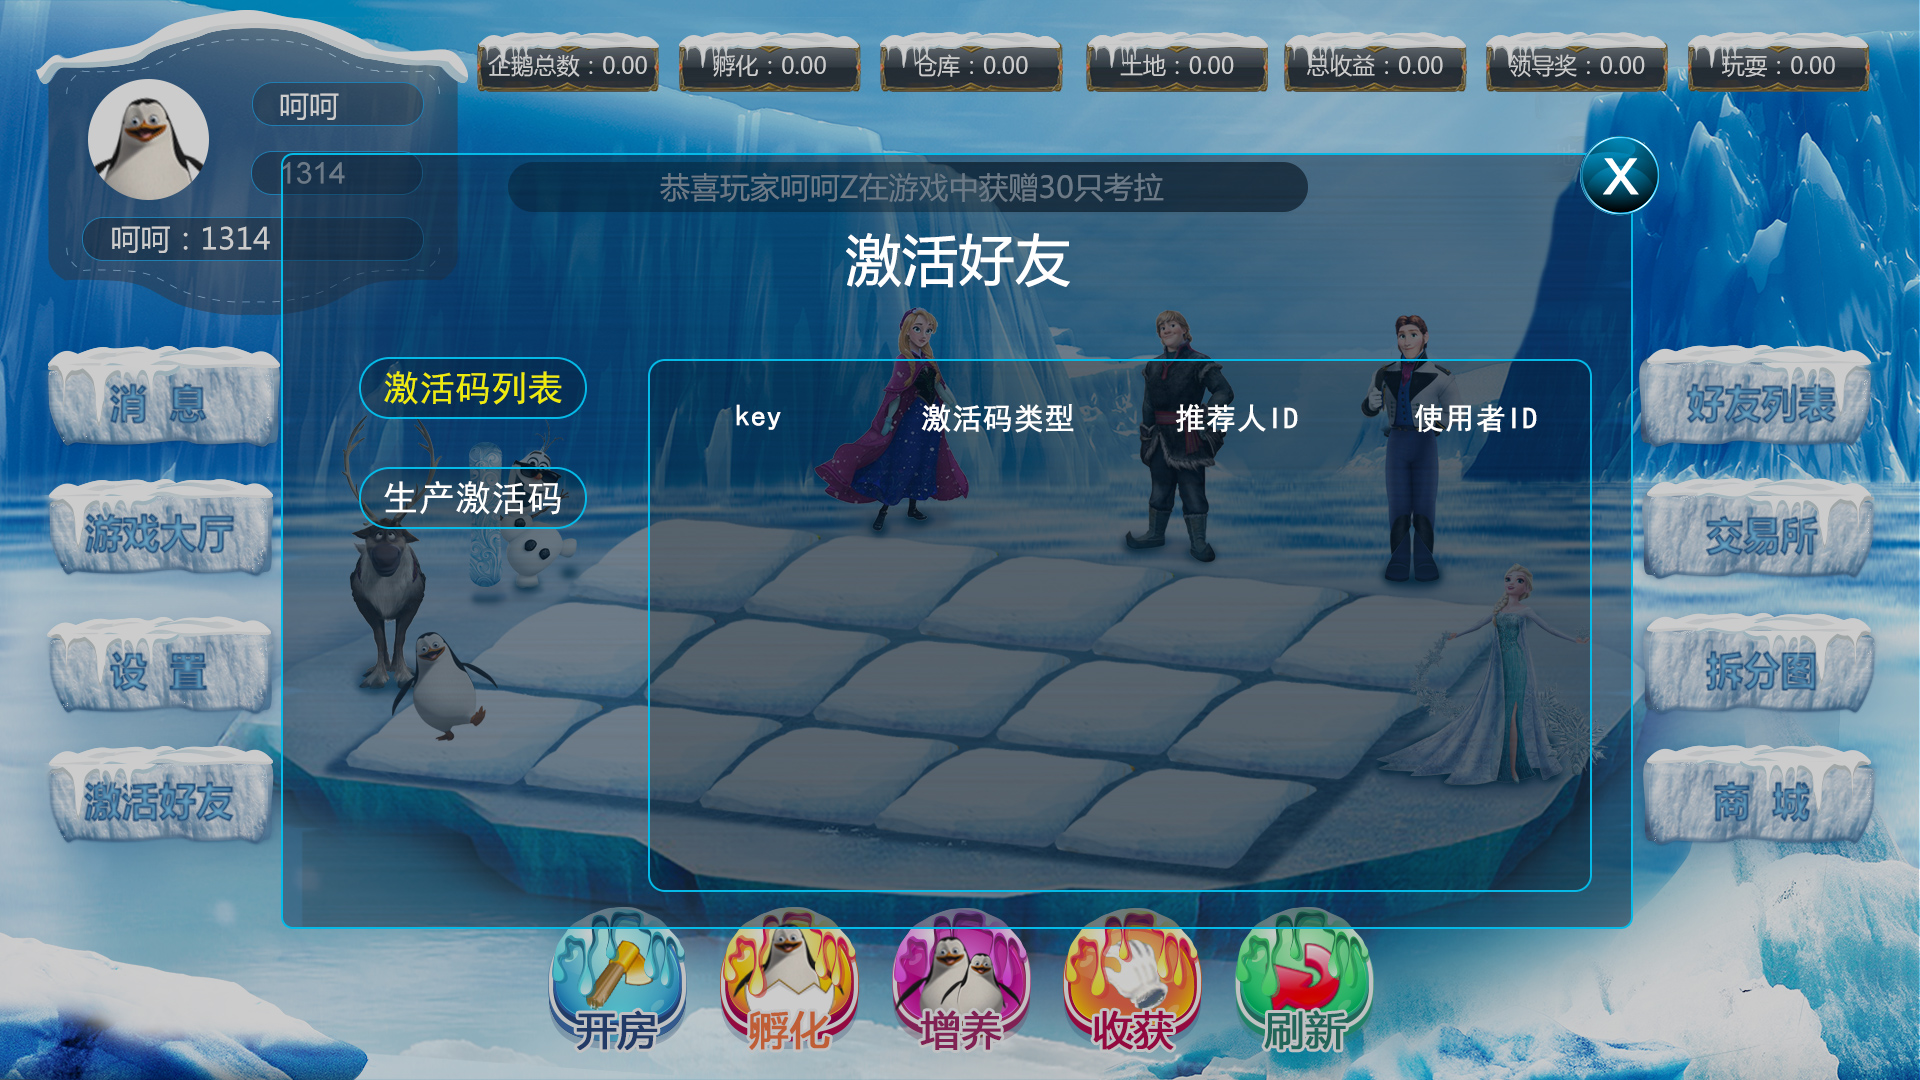 企鹅总数：0.00
孵化：0.00
仓库：0.00
土地：0.00
总收益：0.00
领导奖：0.00
玩耍：0.00
呵呵
1314
呵呵：1314
恭喜玩家呵呵Z在游戏中获赠30只考拉
X
激活好友
激活码列表
生产激活码
key
激活码类型
推荐人ID
使用者ID
消 息
游戏大厅
设 置
激活好友
好友列表
交易所
拆分图
商 城
开房
孵化
增养
收获
刷新